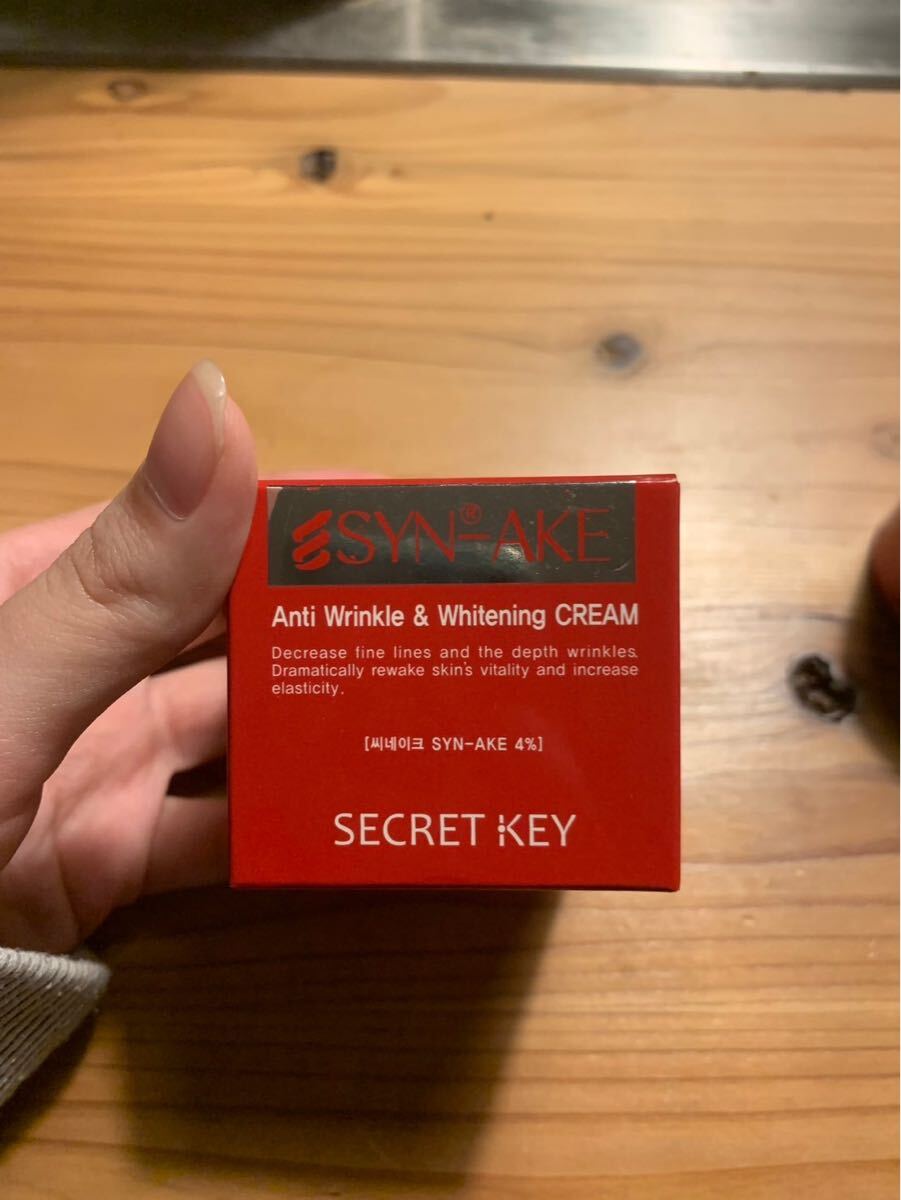 SYN®-AKE
Anti Wrinkle & Whitening CREAM
Decrease fine lines and the depth wrinkles.
Dramatically rewake skin's vitality and increase
elasticity.
[씨네이크 SYN-AKE 4%]
SECRET KEY